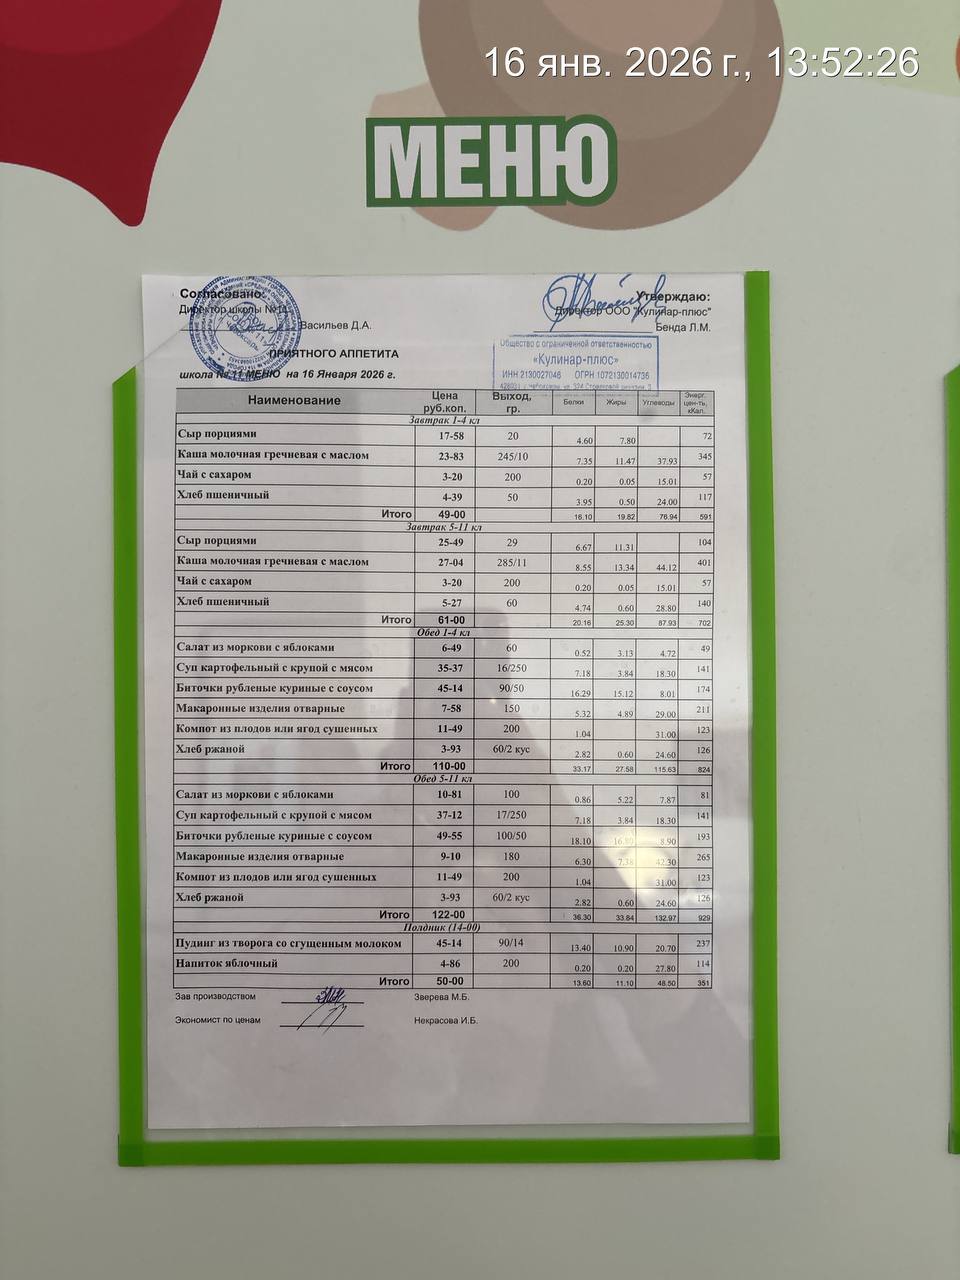 16 янв. 2026 г., 13:52:26
МЕНЮ
Согласовано: Утверждаю:
Директор школы №11 Директор ООО "Кулинар-плюс"
Васильев Д.А. Бенда Л.М.
Общество с ограниченной ответственностью
«Кулинар-плюс»
ИНН 2130027046 ОГРН 1072130014736
ПРИЯТНОГО АППЕТИТА
школа №11 МЕНЮ на 16 Января 2026 г.
Наименование Цена руб.коп. Выход, гр. Белки Жиры Углеводы Энерг. цен-ть, кКал.
Завтрак 1-4 кл
Сыр порциями 17-58 20 4.60 7.80 72
Каша молочная гречневая с маслом 23-83 245/10 7.35 11.47 37.93 345
Чай с сахаром 3-20 200 0.20 0.05 15.01 57
Хлеб пшеничный 4-39 50 3.95 0.50 24.00 117
Итого 49-00 16.10 19.82 76.94 591
Завтрак 5-11 кл
Сыр порциями 25-49 29 6.67 11.31 104
Каша молочная гречневая с маслом 27-04 285/11 8.55 13.34 44.12 401
Чай с сахаром 3-20 200 0.20 0.05 15.01 57
Хлеб пшеничный 5-27 60 4.74 0.60 28.80 140
Итого 61-00 20.16 25.30 87.93 702
Обед 1-4 кл
Салат из моркови с яблоками 6-49 60 0.52 3.13 4.72 49
Суп картофельный с крупой с мясом 35-37 16/250 7.18 3.84 18.30 141
Биточки рубленые куриные с соусом 45-14 90/50 16.29 15.12 8.01 174
Макаронные изделия отварные 7-58 150 5.32 4.89 29.00 211
Компот из плодов или ягод сушенных 11-49 200 1.04 31.00 123
Хлеб ржаной 3-93 60/2 кус 2.82 0.60 24.60 126
Итого 110-00 33.17 27.58 115.63 824
Обед 5-11 кл
Салат из моркови с яблоками 10-81 100 0.86 5.22 7.87 81
Суп картофельный с крупой с мясом 37-12 17/250 7.18 3.84 18.30 141
Биточки рубленые куриные с соусом 49-55 100/50 18.10 8.90 193
Макаронные изделия отварные 9-10 180 6.30 7.38 42.30 265
Компот из плодов или ягод сушенных 11-49 200 1.04 31.00 123
Хлеб ржаной 3-93 60/2 кус 2.82 0.60 24.60 126
Итого 122-00 36.30 33.84 132.97 929
Полдник (14-00)
Пудинг из творога со сгущенным молоком 45-14 90/14 13.40 10.90 20.70 237
Напиток яблочный 4-86 200 0.20 0.20 27.80 114
Итого 50-00 13.60 11.10 48.50 351
Зав производством Зверева М.Б.
Экономист по ценам Некрасова И.Б.